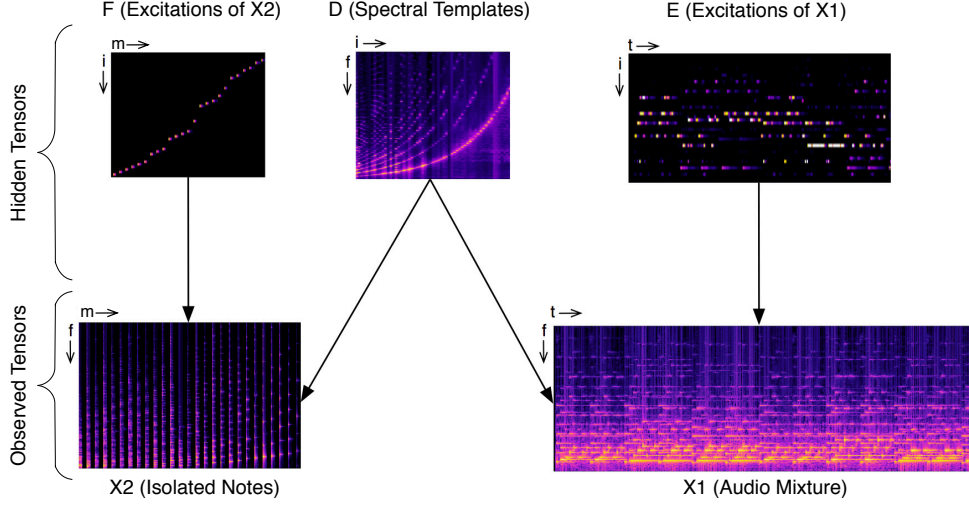 F (Excitations of X2)
D (Spectral Templates)
E (Excitations of X1)
m
i
i
f
t
i
Hidden Tensors
Observed Tensors
m
f
t
f
X2 (Isolated Notes)
X1 (Audio Mixture)